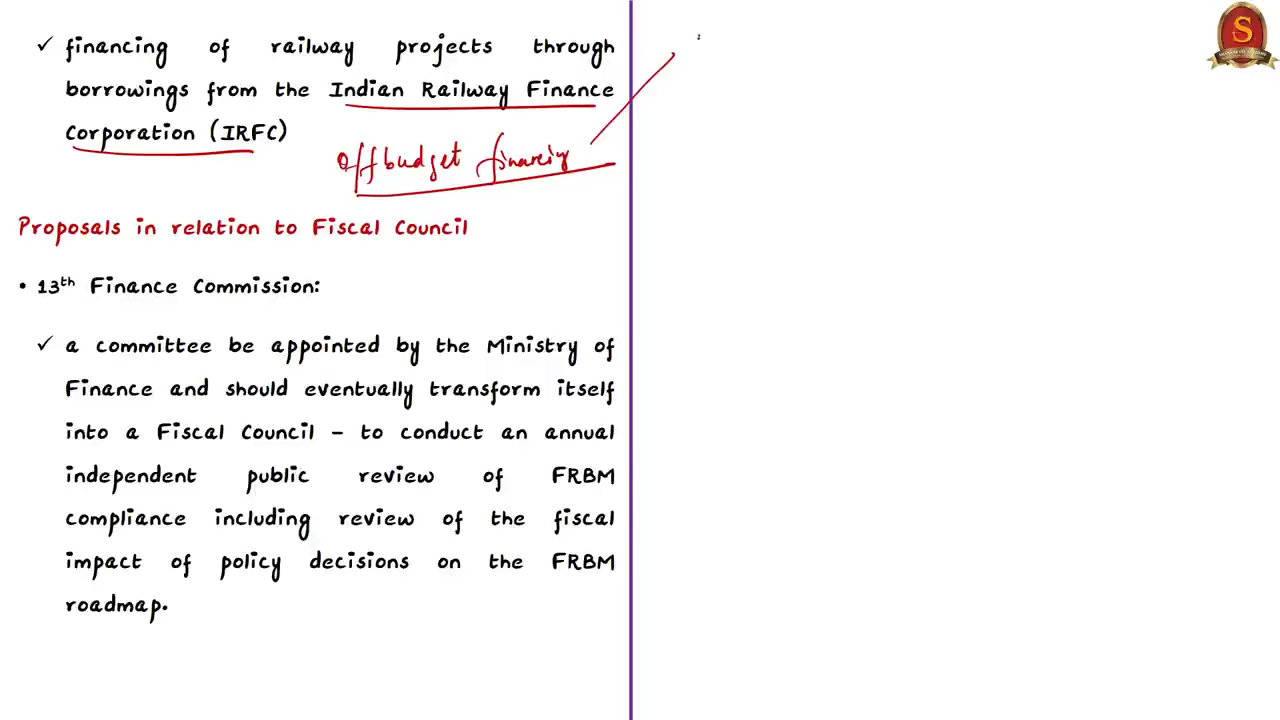 ✓ financing of railway projects through
borrowings from the Indian Railway Finance
Corporation (IRFC)
Off budget financing
Proposals in relation to Fiscal Council
• 13th Finance Commission:
✓ a committee be appointed by the Ministry of
Finance and should eventually transform itself
into a Fiscal Council – to conduct an annual
independent public review of FRBM
compliance including review of the fiscal
impact of policy decisions on the FRBM
roadmap.
S